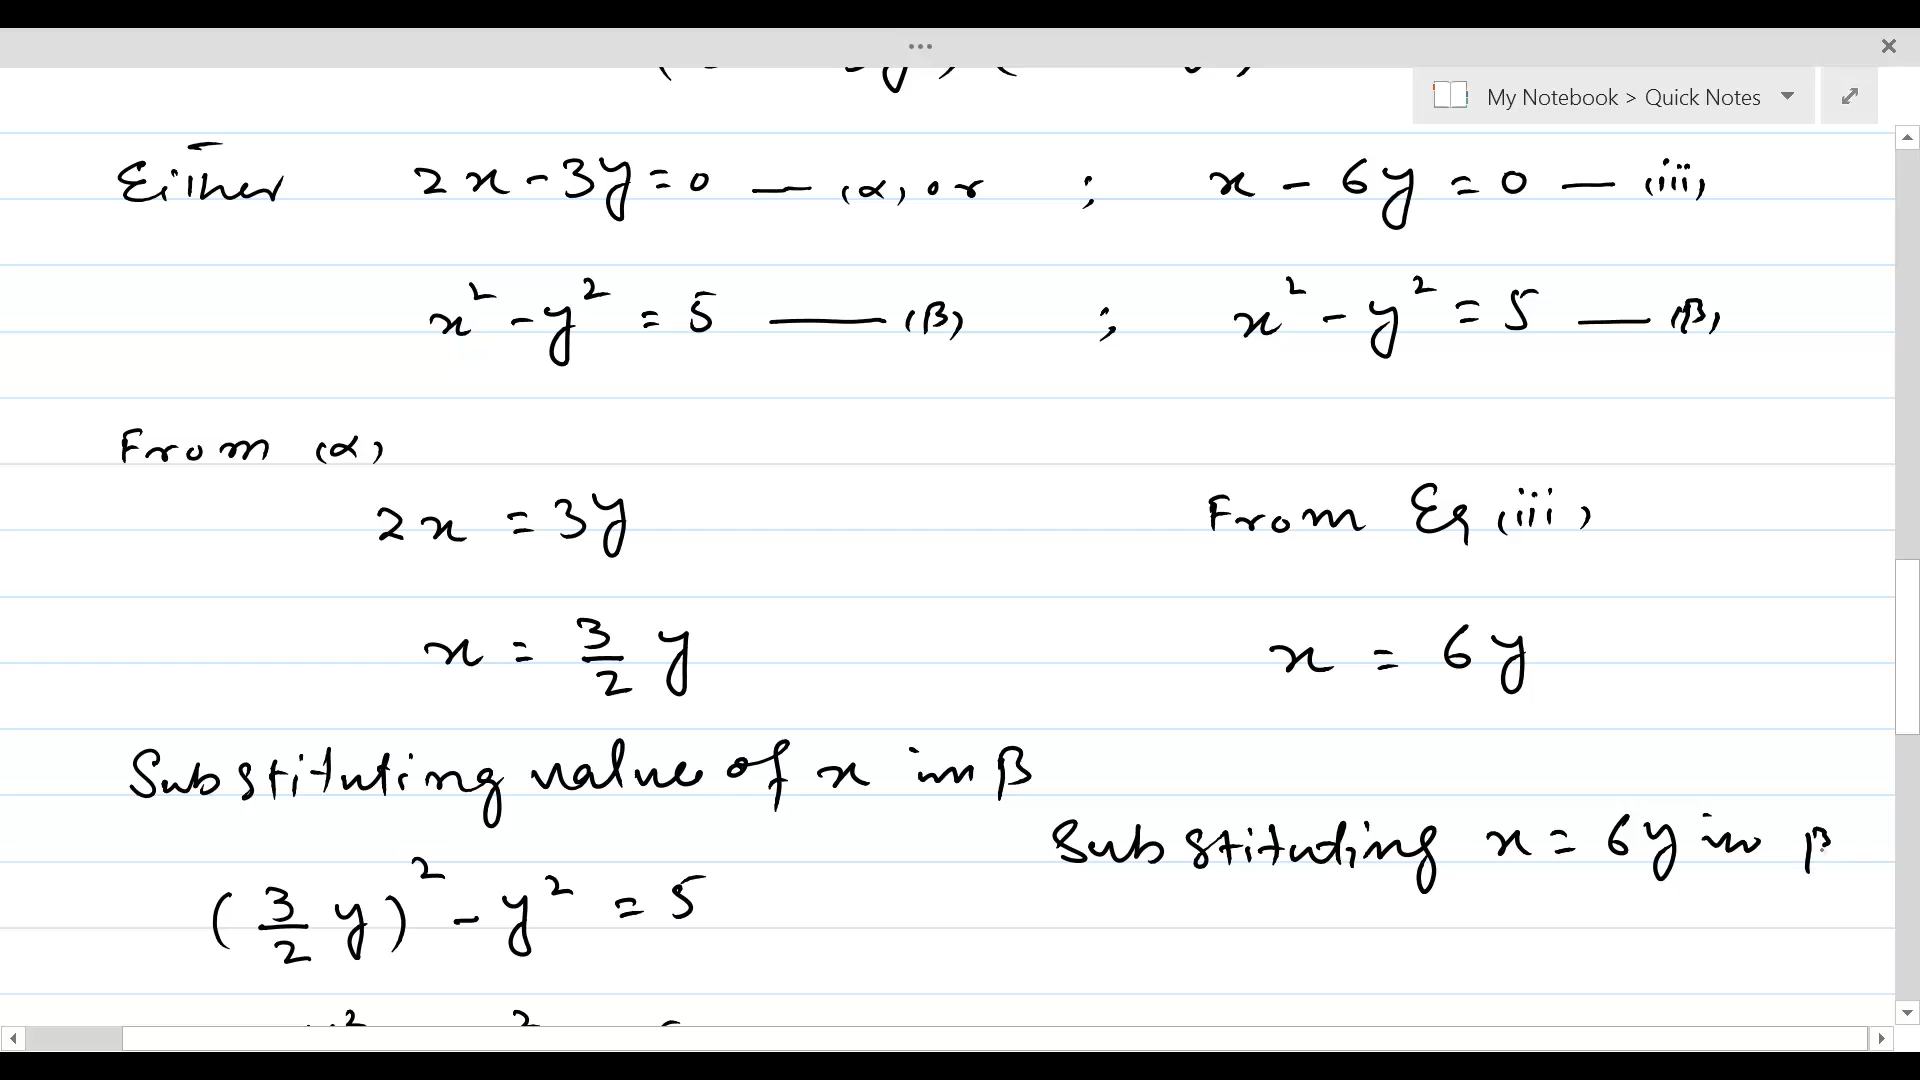 ...
My Notebook > Quick Notes
Either 2x - 3y = 0 — (α) or ; x - 6y = 0 — (iii)
x² - y² = 5 — (β) ; x² - y² = 5 — (β)
From (α)
2x = 3y
From Eq (iii)
x = 3/2 y
x = 6y
Substituting value of x in β
Substituding x = 6y in β
(3/2 y)² - y² = 5